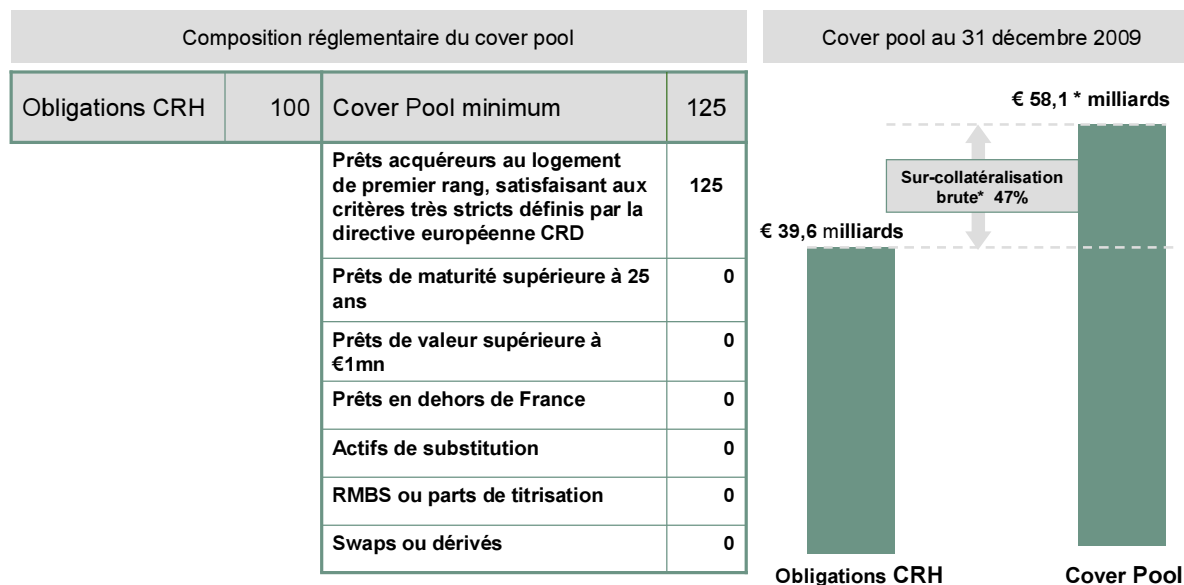 Composition réglementaire du cover pool
Obligations CRH 100 Cover Pool minimum 125
Prêts acquéreurs au logement
de premier rang, satisfaisant aux
critères très stricts définis par la
directive européenne CRD
125
Prêts de maturité supérieure à 25
ans
0
Prêts de valeur supérieure à
€1mn
0
Prêts en dehors de France 0
Actifs de substitution 0
RMBS ou parts de titrisation 0
Swaps ou dérivés 0
Cover pool au 31 décembre 2009
€ 58,1 * milliards
Sur-collatéralisation
brute* 47%
€ 39,6 milliards
Obligations CRH
Cover Pool